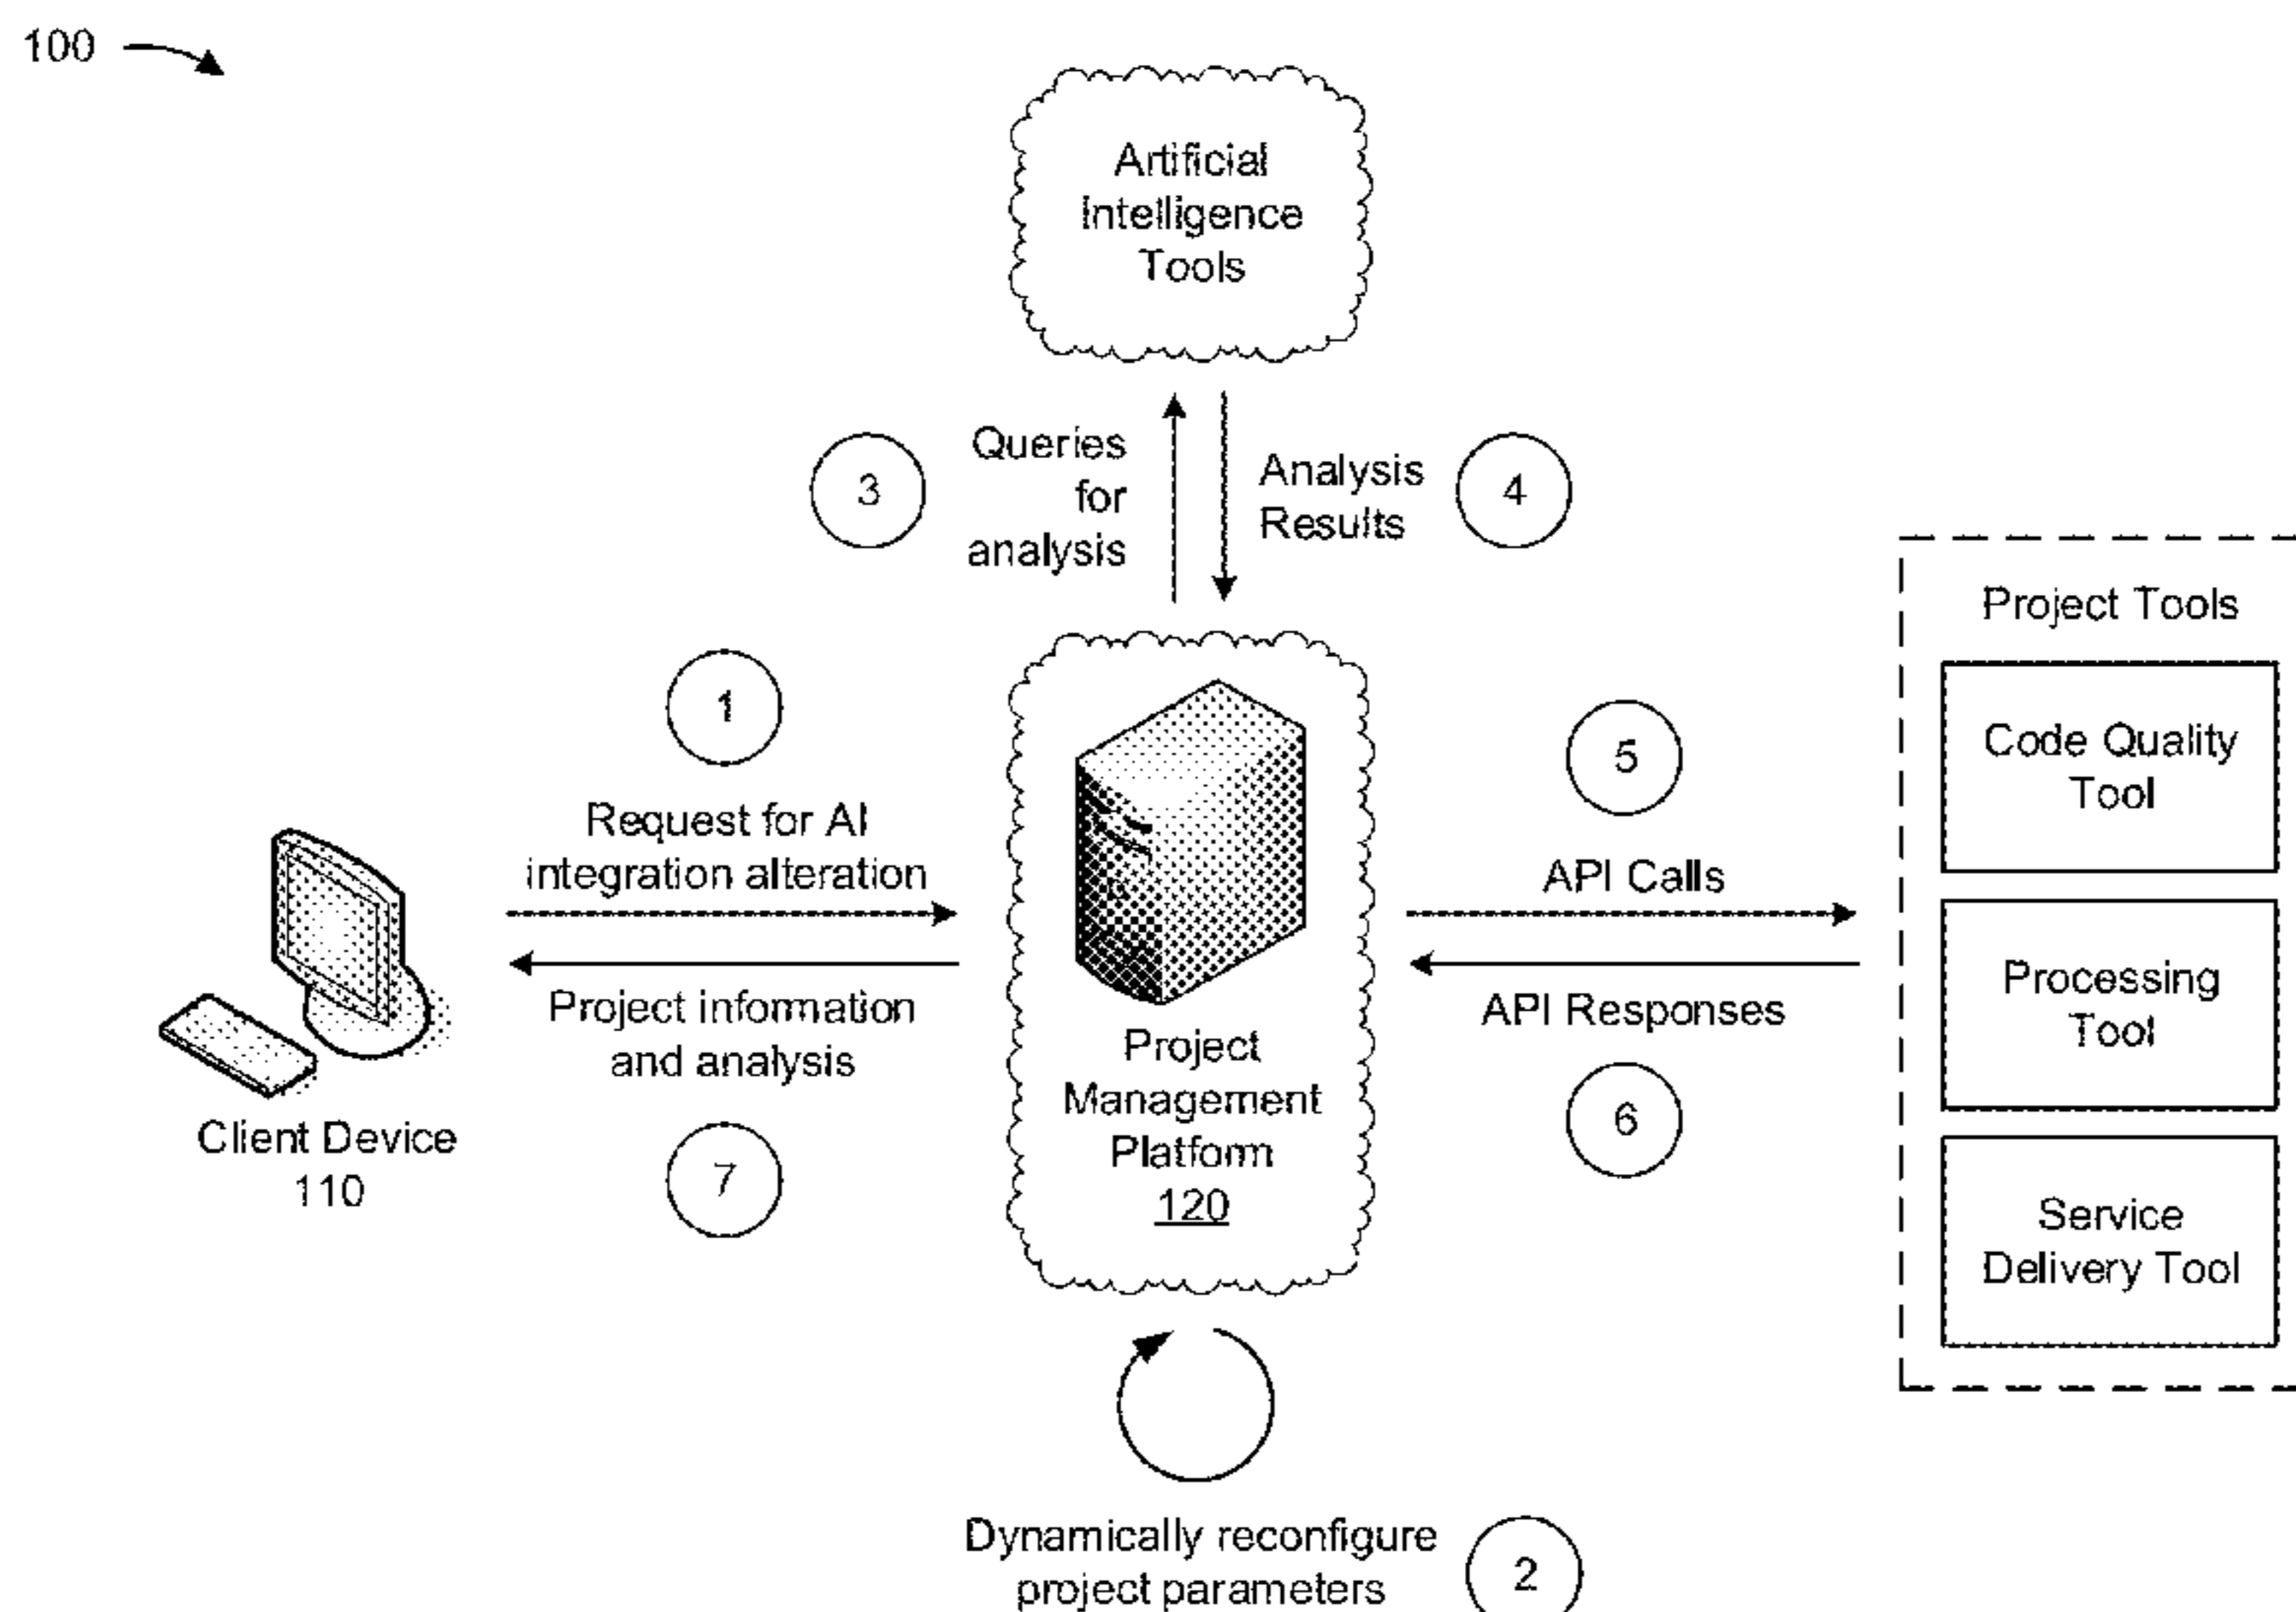 100
Artificial
Intelligence
Tools
3
Queries
for
analysis
Analysis
Results
4
1
Request for AI
integration alteration
Project information
and analysis
7
Client Device
110
Project
Management
Platform
120
5
API Calls
API Responses
6
Project Tools
Code Quality
Tool
Processing
Tool
Service
Delivery Tool
Dynamically reconfigure
project parameters
2